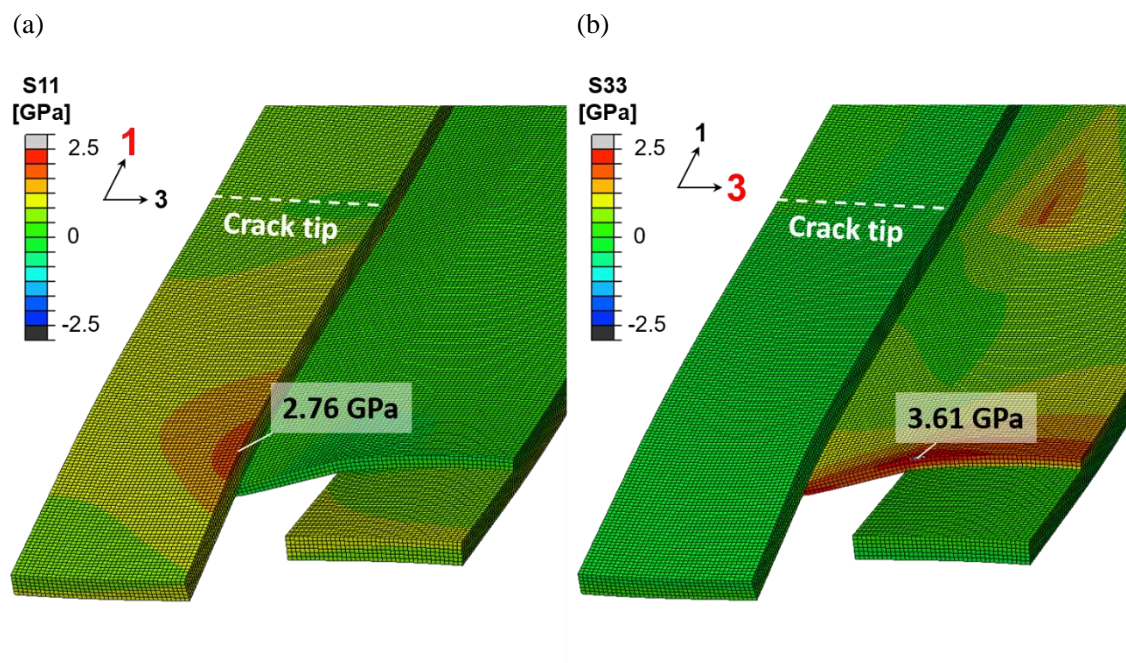 (a)
S11
[GPa]
2.5
0
-2.5
1
3
Crack tip
2.76 GPa
(b)
S33
[GPa]
2.5
0
-2.5
1
3
Crack tip
3.61 GPa